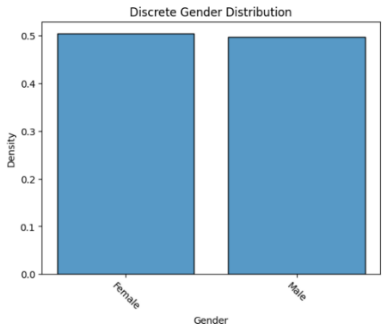 Discrete Gender Distribution
0.5
0.4
0.3
0.2
0.1
0.0
Density
Female
Male
Gender